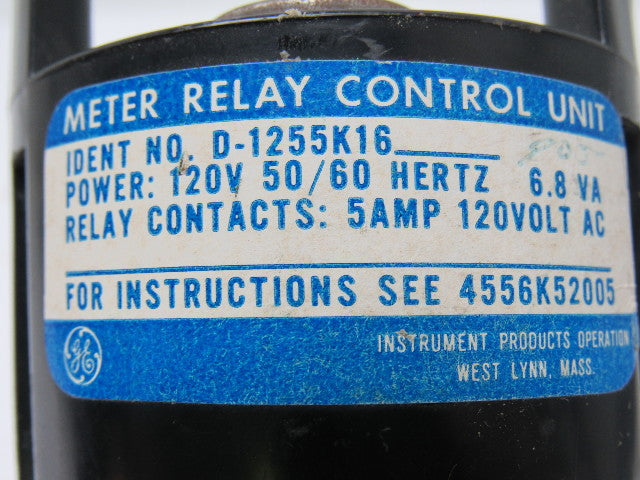 METER RELAY CONTROL UNIT
IDENT NO. D-1255K16
POWER: 120V 50/60 HERTZ 6.8 VA
RELAY CONTACTS: 5AMP 120VOLT AC
FOR INSTRUCTIONS SEE 4556K52005
GE
INSTRUMENT PRODUCTS OPERATION
WEST LYNN, MASS.